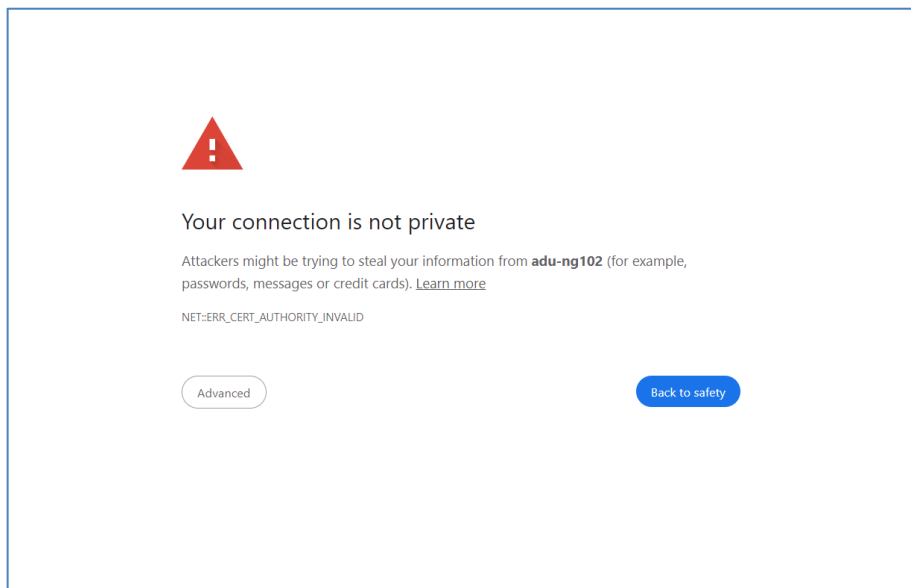 Your connection is not private
Attackers might be trying to steal your information from adu-ng102 (for example,
passwords, messages or credit cards). Learn more
NET::ERR_CERT_AUTHORITY_INVALID
Advanced
Back to safety